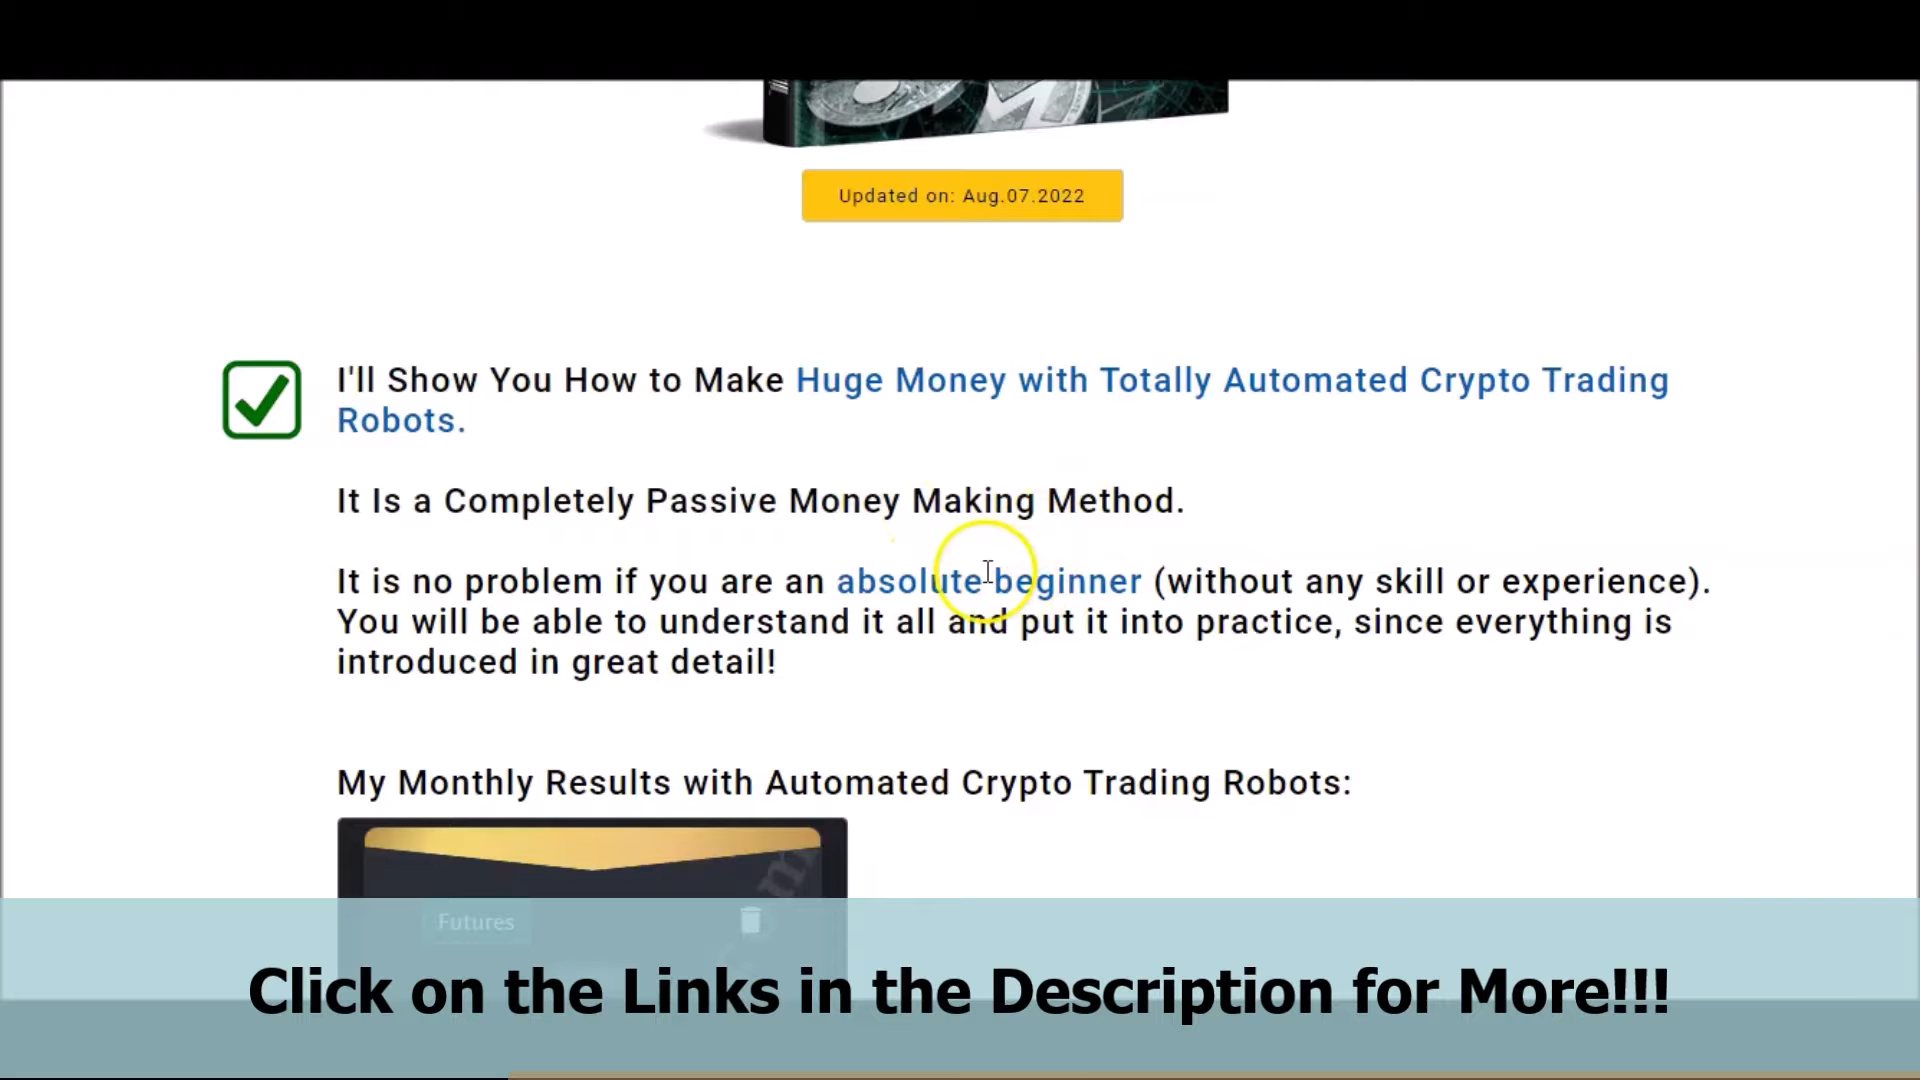 Updated on: Aug.07.2022
I'll Show You How to Make Huge Money with Totally Automated Crypto Trading
Robots.
It Is a Completely Passive Money Making Method.
It is no problem if you are an absolute beginner (without any skill or experience).
You will be able to understand it all and put it into practice, since everything is
introduced in great detail!
My Monthly Results with Automated Crypto Trading Robots:
Futures
Click on the Links in the Description for More!!!